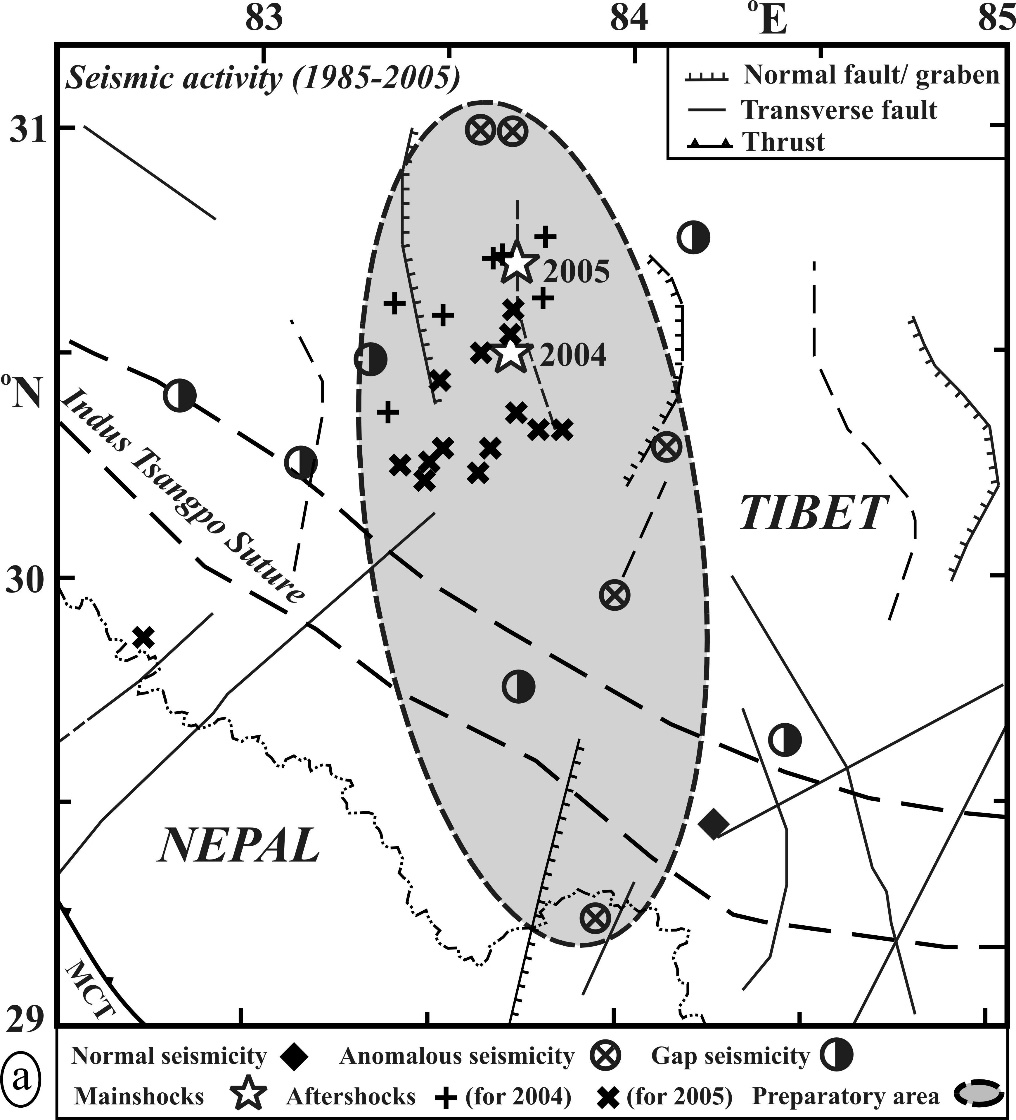 83 84 °E 85
Seismic activity (1985-2005)
Normal fault/ graben
Transverse fault
Thrust
31
2005
2004
°N
Indus Tsangpo Suture
TIBET
30
NEPAL
MCT
29
Normal seismicity Anomalous seismicity Gap seismicity
a
Mainshocks Aftershocks (for 2004) (for 2005) Preparatory area